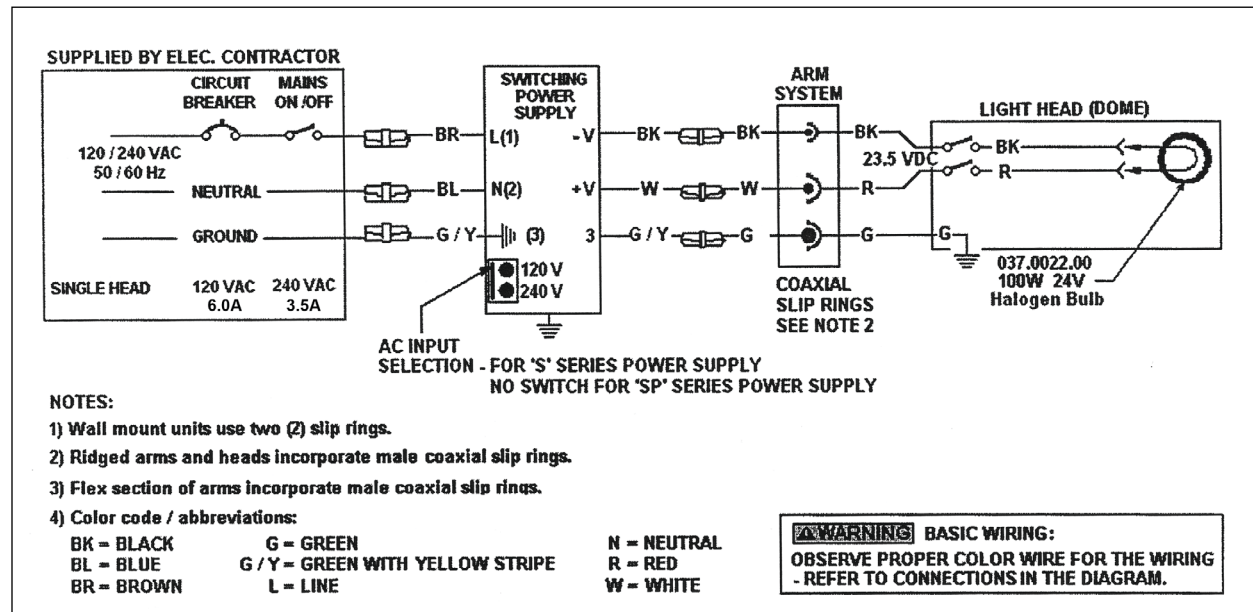 SUPPLIED BY ELEC. CONTRACTOR
CIRCUIT BREAKER
MAINS ON /OFF
120 / 240 VAC
50 / 60 Hz
NEUTRAL
GROUND
SINGLE HEAD
120 VAC
6.0A
240 VAC
3.5A
BR
BL
G / Y
SWITCHING
POWER
SUPPLY
L(1)
N(2)
(3)
-V
+V
3
120 V
240 V
AC INPUT
SELECTION - FOR 'S' SERIES POWER SUPPLY
NO SWITCH FOR 'SP' SERIES POWER SUPPLY
BK
BK
W
W
G / Y
G
ARM
SYSTEM
COAXIAL
SLIP RINGS
SEE NOTE 2
BK
R
G
23.5 VDC
LIGHT HEAD (DOME)
BK
R
G
037.0022.00
100W 24V
Halogen Bulb
NOTES:
1) Wall mount units use two (2) slip rings.
2) Ridged arms and heads incorporate male coaxial slip rings.
3) Flex section of arms incorporate male coaxial slip rings.
4) Color code / abbreviations:
BK = BLACK G = GREEN N = NEUTRAL
BL = BLUE G / Y = GREEN WITH YELLOW STRIPE R = RED
BR = BROWN L = LINE W = WHITE
WARNING BASIC WIRING:
OBSERVE PROPER COLOR WIRE FOR THE WIRING
- REFER TO CONNECTIONS IN THE DIAGRAM.